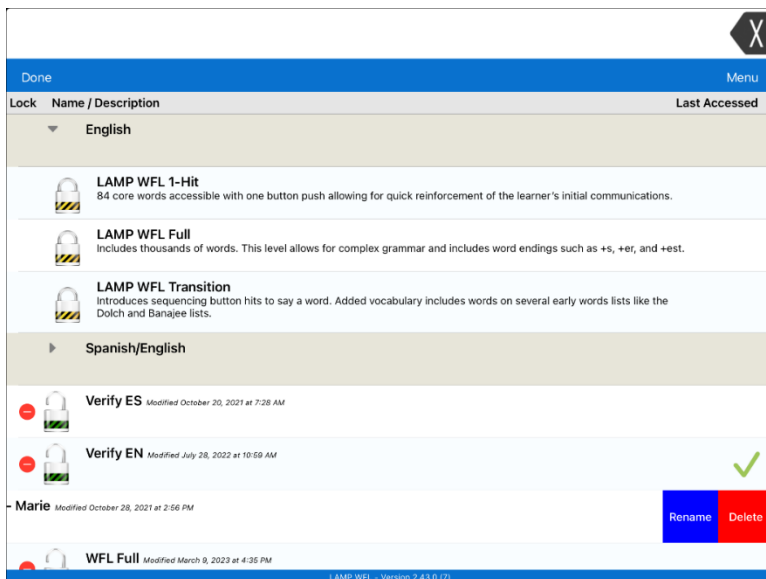 X
Done Menu
Lock Name / Description Last Accessed
English
LAMP WFL 1-Hit
84 core words accessible with one button push allowing for quick reinforcement of the learner's initial communications.
LAMP WFL Full
Includes thousands of words. This level allows for complex grammar and includes word endings such as +s, +er, and +est.
LAMP WFL Transition
Introduces sequencing button hits to say a word. Added vocabulary includes words on several early words lists like the
Dolch and Banajee lists.
Spanish/English
Verify ES Modified October 20, 2021 at 7:28 AM
Verify EN Modified July 28, 2022 at 10:59 AM
- Marie Modified October 28, 2021 at 2:56 PM
Rename Delete
WFL Full Modified March 9, 2023 at 4:35 PM
LAMP WFL - Version 2.43.0 (7)